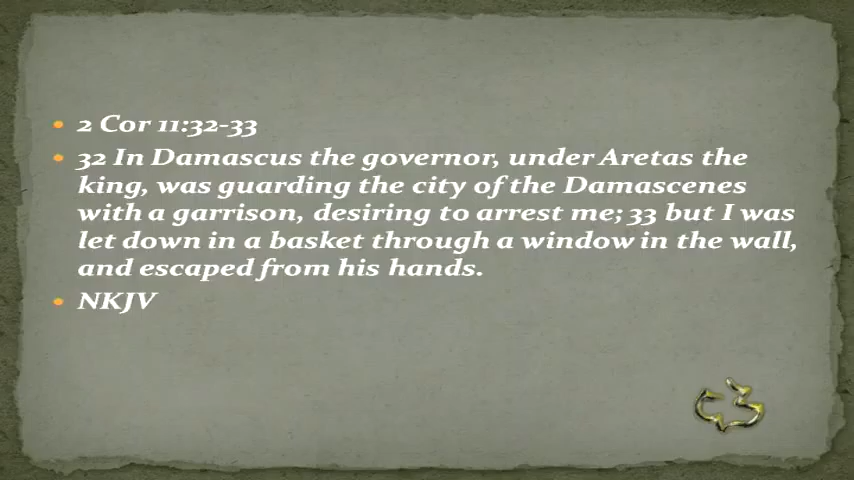 2 Cor 11:32-33
32 In Damascus the governor, under Aretas the
king, was guarding the city of the Damascenes
with a garrison, desiring to arrest me; 33 but I was
let down in a basket through a window in the wall,
and escaped from his hands.
NKJV